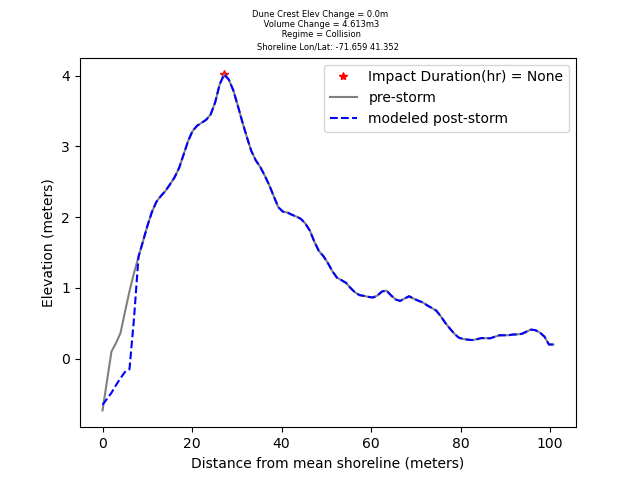 Dune Crest Elev Change = 0.0m
Volume Change = 4.613m3
Regime = Collision
Shoreline Lon/Lat: -71.659 41.352
Impact Duration(hr) = None
pre-storm
modeled post-storm
Elevation (meters)
4
3
2
1
0
0 20 40 60 80 100
Distance from mean shoreline (meters)